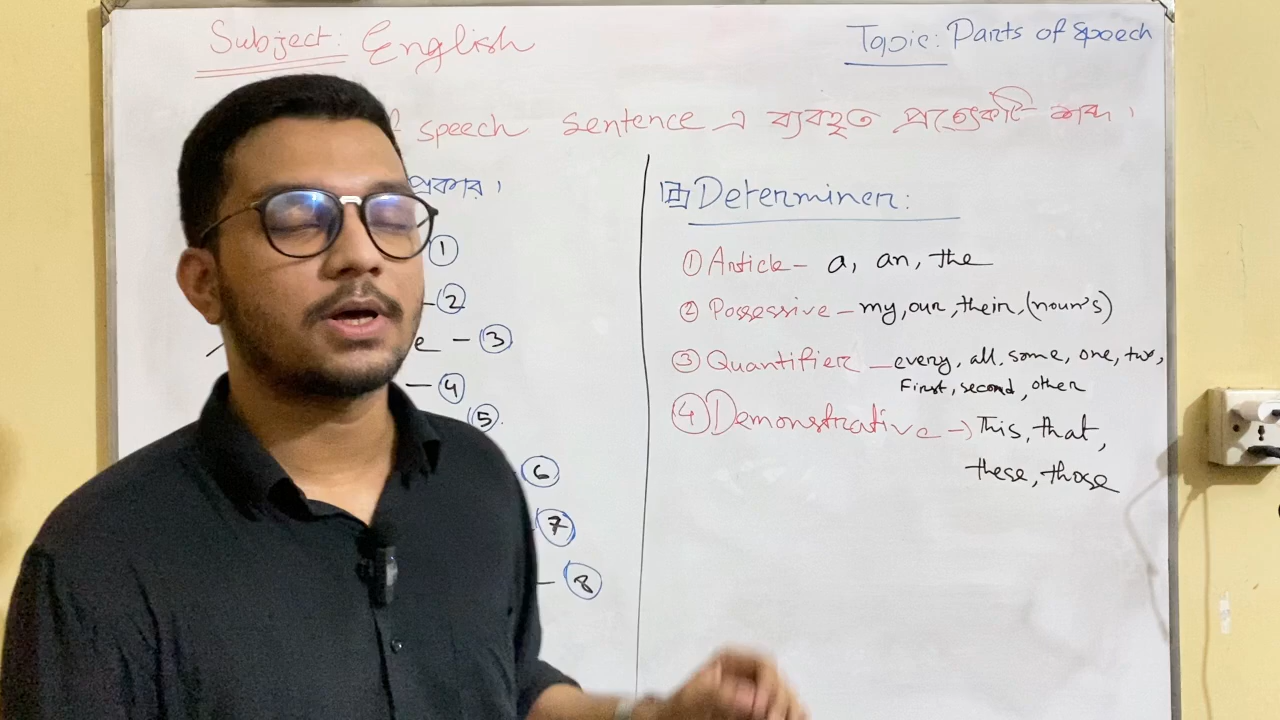 Subject: English
Topic: Parts of speech
speech sentence এ ব্যবহৃত প্রত্যেকটি শব্দ।
প্রকার।
1
2
e - 3
4
5
6
7
8
Determiner:
① Article - a, an, the
② Possessive - my, our, their, (noun's)
③ Quantifier - every, all, some, one, two,
First, second, other
④ Demonstrative → This, that,
these, those